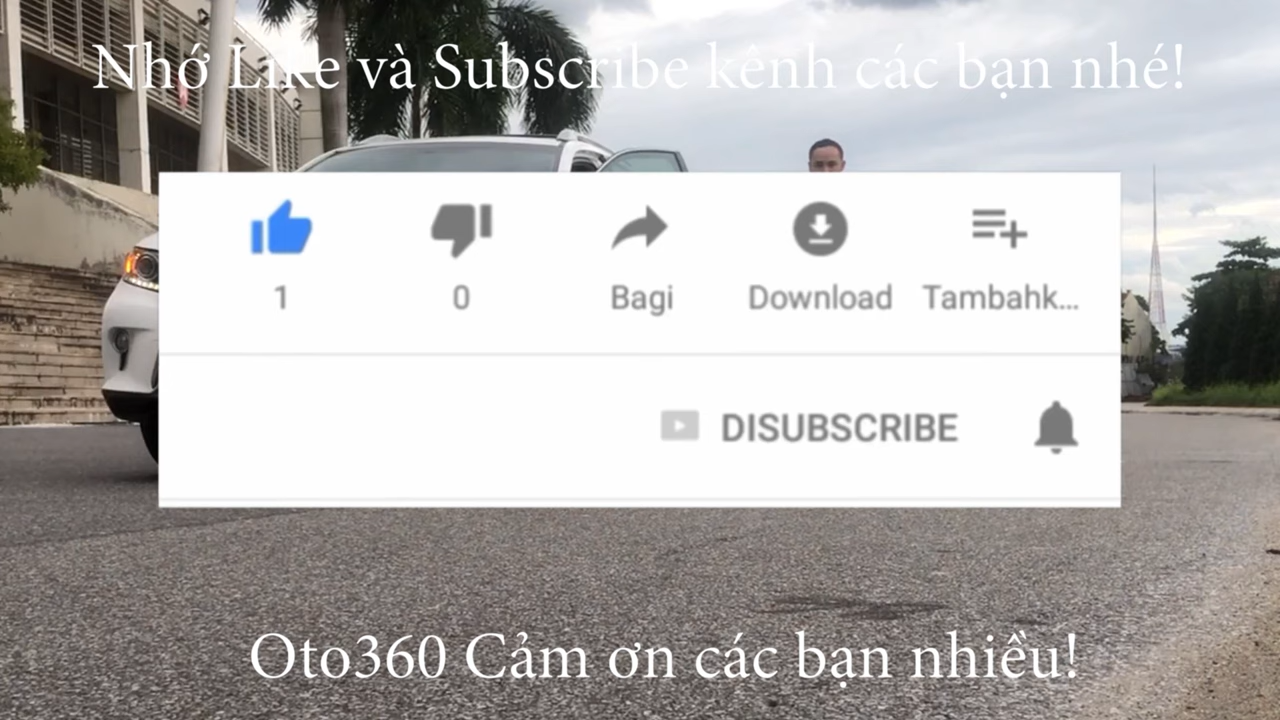 Nhớ Like và Subscribe kênh các bạn nhé!
1 0 Bagi Download Tambahk...
DISUBSCRIBE
Oto360 Cảm ơn các bạn nhiều!